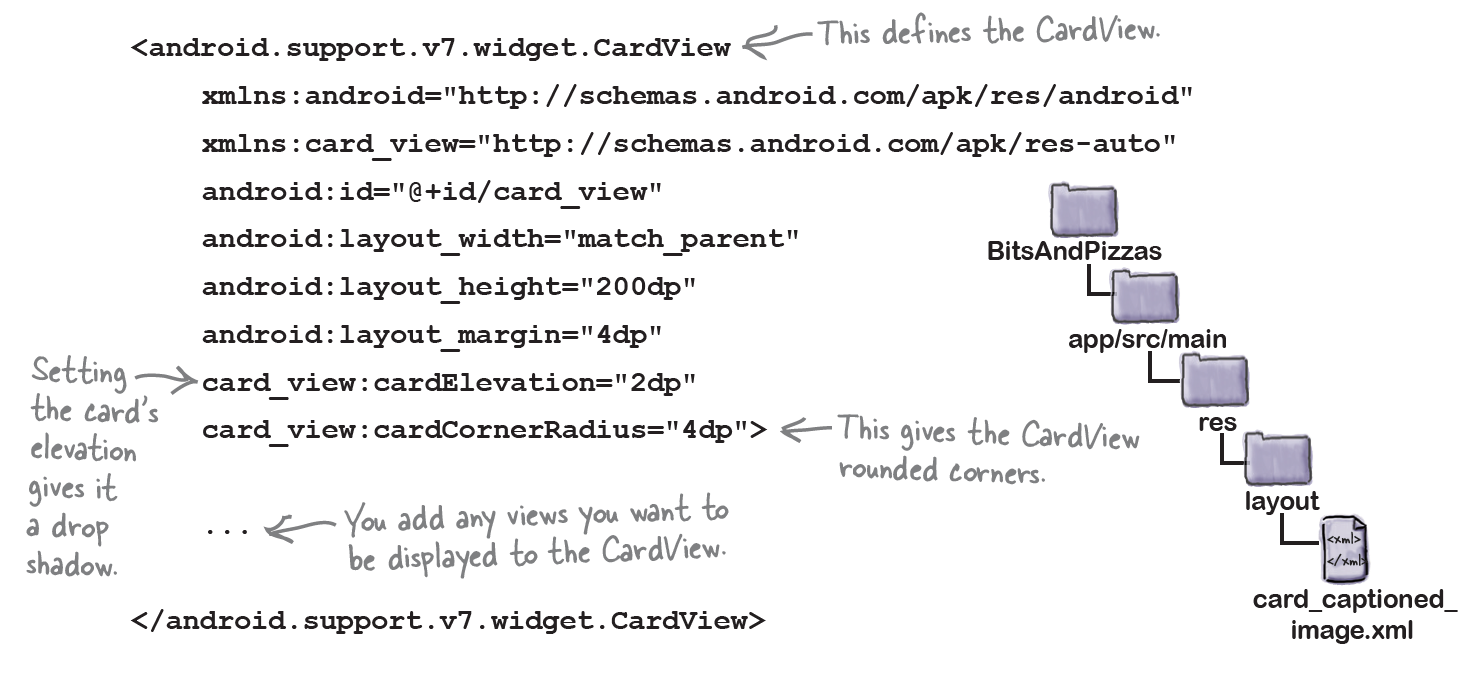 <android.support.v7.widget.CardView
This defines the CardView.
xmlns:android="http://schemas.android.com/apk/res/android"
xmlns:card_view="http://schemas.android.com/apk/res-auto"
android:id="@+id/card_view"
android:layout_width="match_parent"
android:layout_height="200dp"
android:layout_margin="4dp"
card_view:cardElevation="2dp"
card_view:cardCornerRadius="4dp">
Setting
the card's
elevation
gives it
a drop
shadow.
This gives the CardView
rounded corners.
...
You add any views you want to
be displayed to the CardView.
</android.support.v7.widget.CardView>
BitsAndPizzas
app/src/main
res
layout
<xml>
</xml>
card_captioned_
image.xml